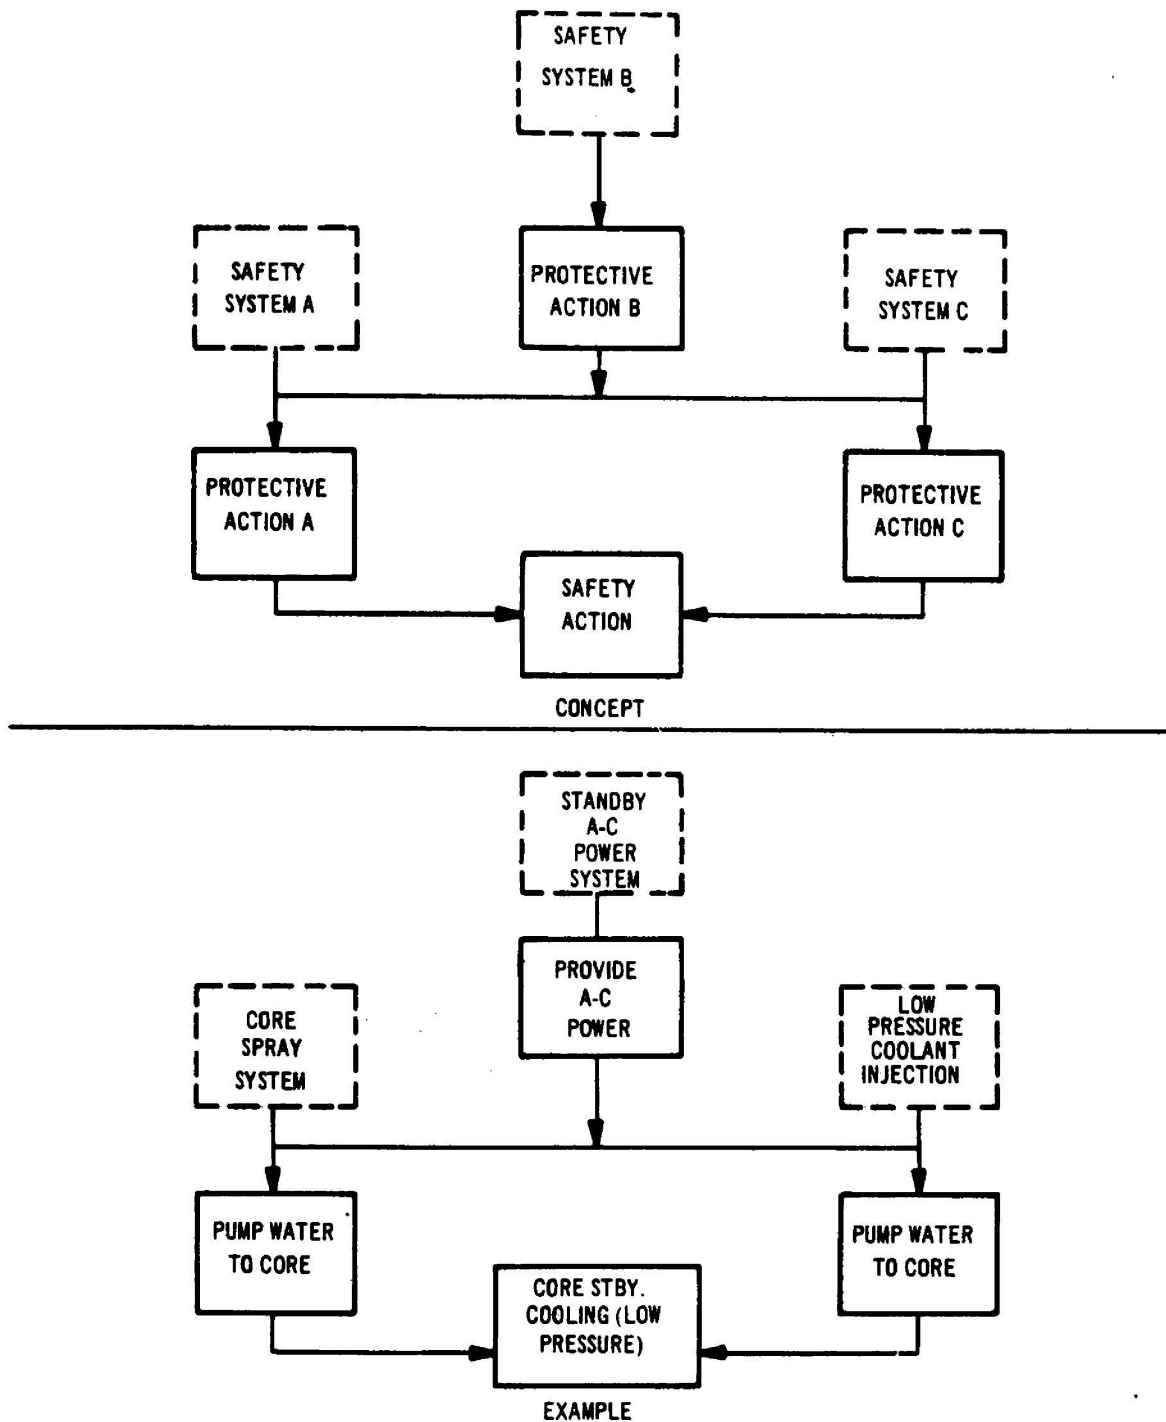 SAFETY
SYSTEM B
SAFETY
SYSTEM A
PROTECTIVE
ACTION B
SAFETY
SYSTEM C
PROTECTIVE
ACTION A
PROTECTIVE
ACTION C
SAFETY
ACTION
CONCEPT
STANDBY
A-C
POWER
SYSTEM
PROVIDE
A-C
POWER
CORE
SPRAY
SYSTEM
LOW
PRESSURE
COOLANT
INJECTION
PUMP WATER
TO CORE
PUMP WATER
TO CORE
CORE STBY.
COOLING (LOW
PRESSURE)
EXAMPLE